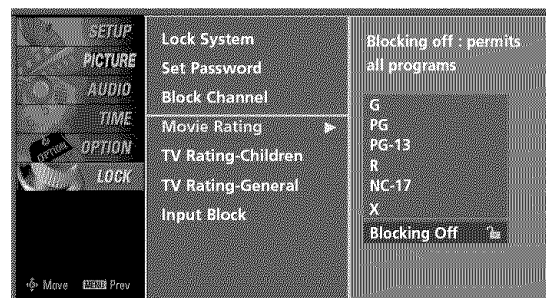 SETUP
PICTURE
AUDIO
TIME
OPTION
OPTION
LOCK
Move MENU Prev
Lock System
Set Password
Block Channel
Movie Rating
TV Rating-Children
TV Rating-General
Input Block
Blocking off : permits
all programs
G
PG
PG-13
R
NC-17
X
Blocking Off